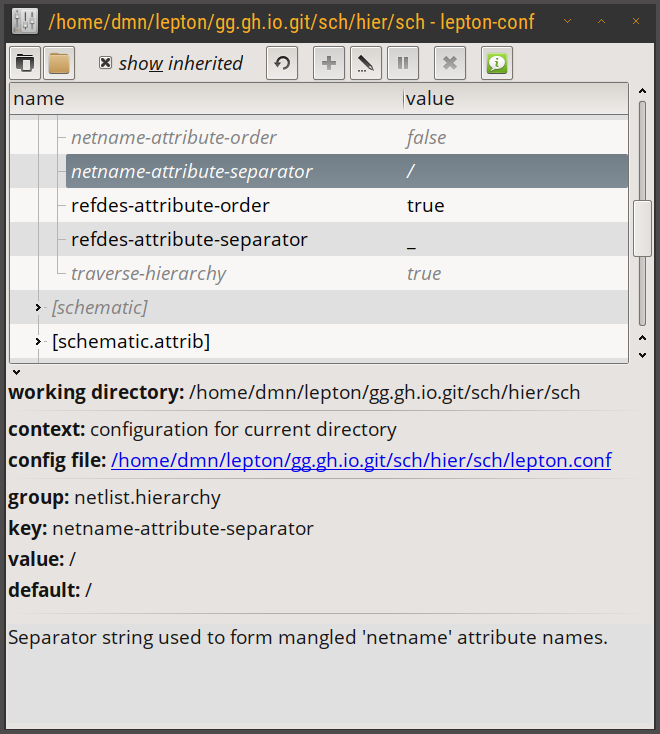 /home/dmn/lepton/gg.gh.io.git/sch/hier/sch - lepton-conf
show inherited
name value
netname-attribute-order false
netname-attribute-separator /
refdes-attribute-order true
refdes-attribute-separator _
traverse-hierarchy true
[schematic]
[schematic.attrib]
working directory: /home/dmn/lepton/gg.gh.io.git/sch/hier/sch
context: configuration for current directory
config file: /home/dmn/lepton/gg.gh.io.git/sch/hier/sch/lepton.conf
group: netlist.hierarchy
key: netname-attribute-separator
value: /
default: /
Separator string used to form mangled 'netname' attribute names.